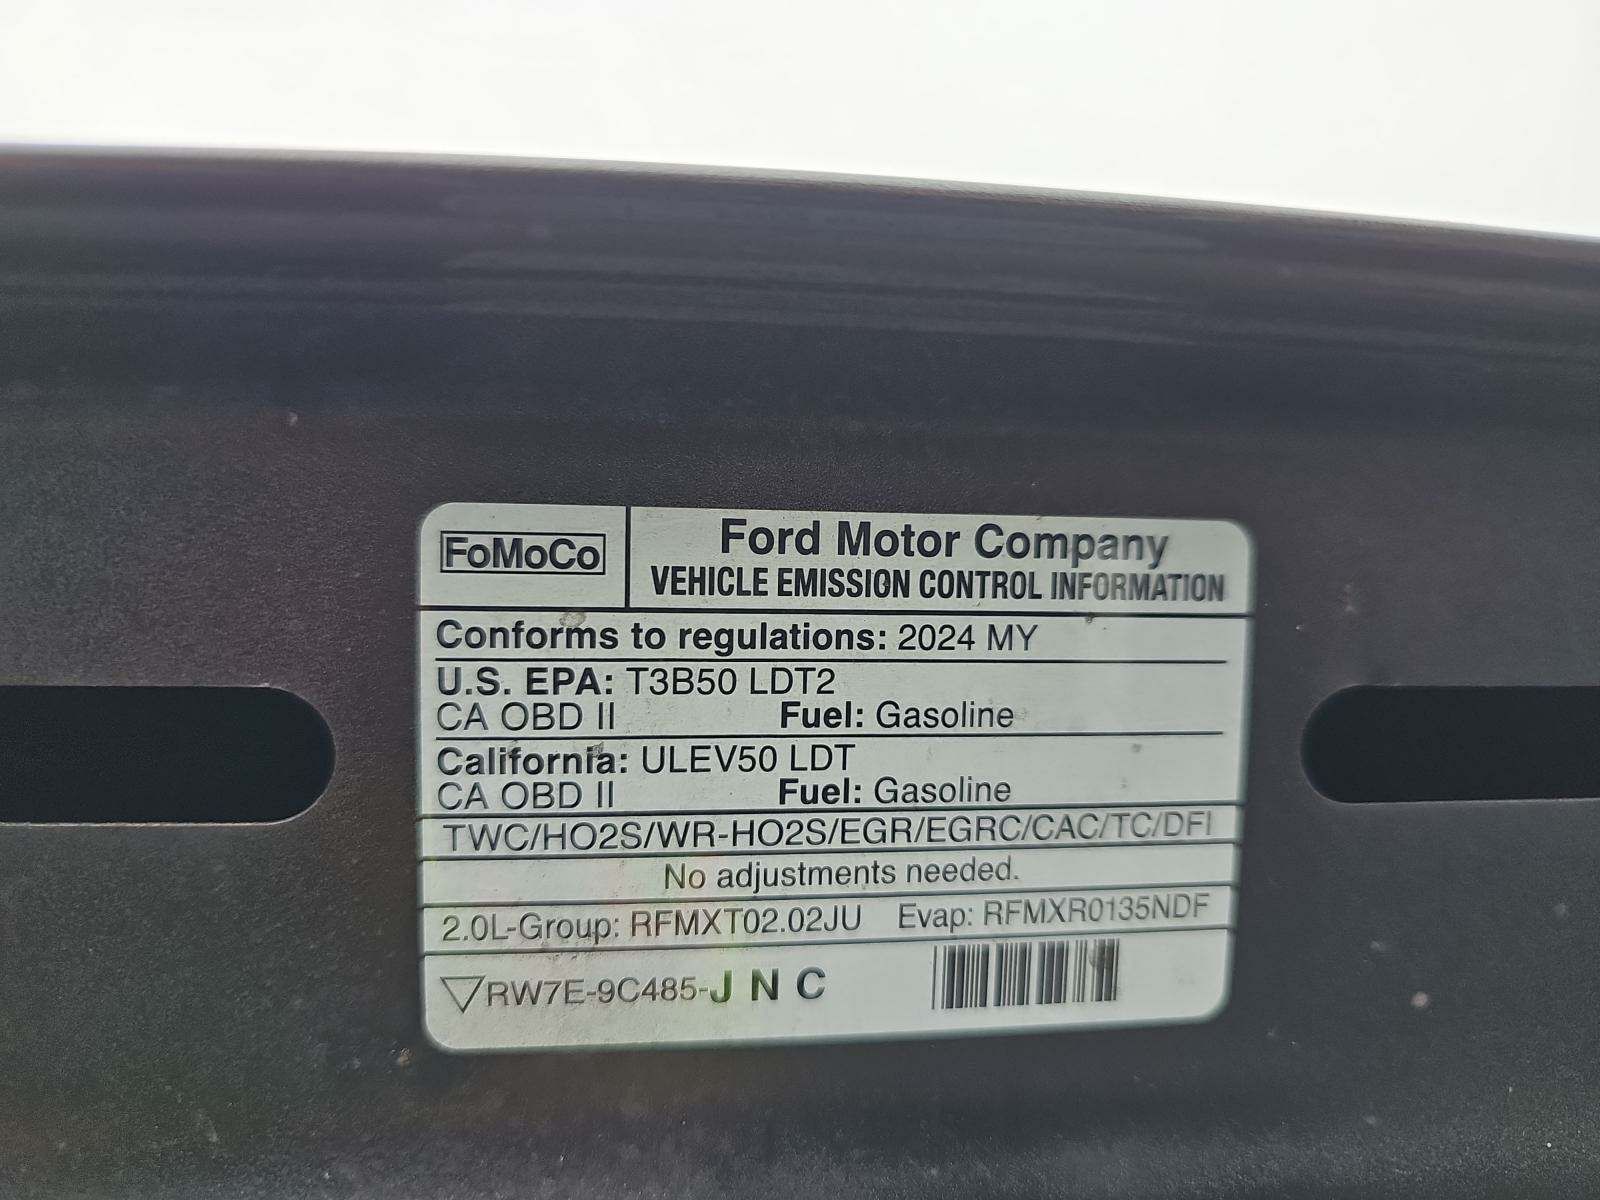 FoMoCo
Ford Motor Company
VEHICLE EMISSION CONTROL INFORMATION
Conforms to regulations: 2024 MY
U.S. EPA: T3B50 LDT2
CA OBD II Fuel: Gasoline
California: ULEV50 LDT
CA OBD II Fuel: Gasoline
TWC/HO2S/WR-HO2S/EGR/EGRC/CAC/TC/DFI
No adjustments needed.
2.0L-Group: RFMXT02.02JU Evap: RFMXR0135NDF
RW7E-9C485-J N C